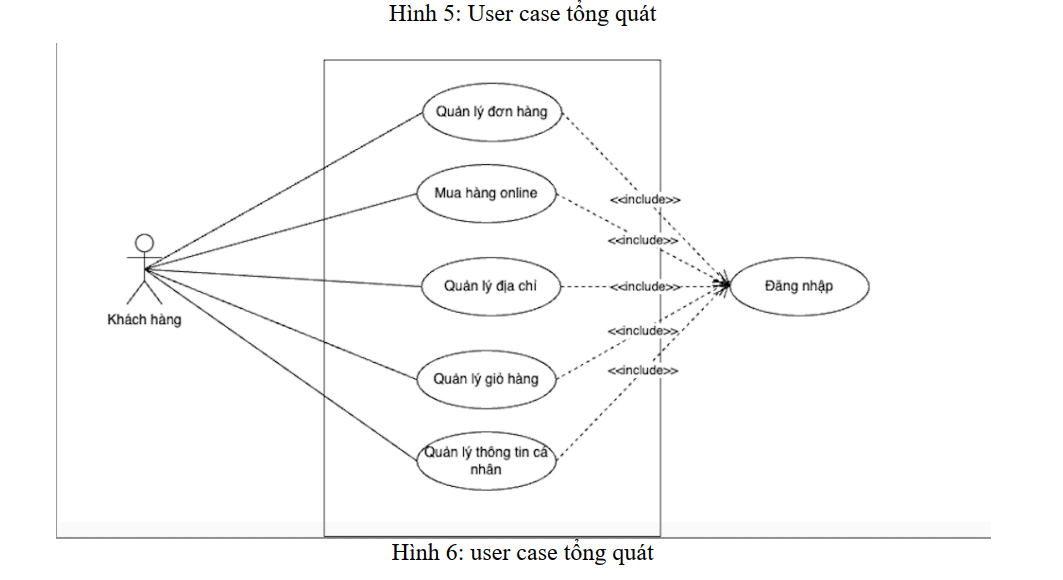 Hình 5: User case tổng quát
Quản lý đơn hàng
Mua hàng online
<<include>>
<<include>>
Quản lý địa chỉ
<<include>>
Đăng nhập
Khách hàng
<<include>>
Quản lý giỏ hàng
<<include>>
Quản lý thông tin cá
nhân
Hình 6: user case tổng quát